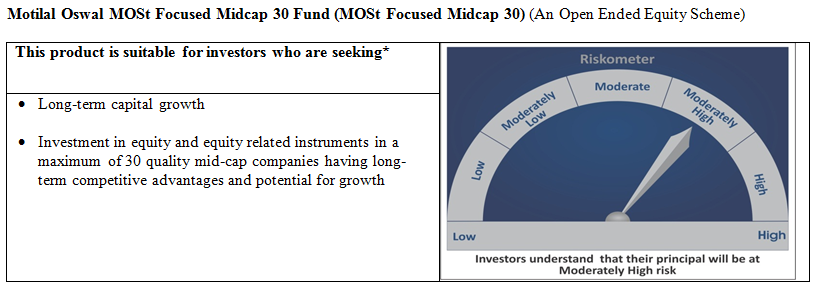 Motilal Oswal MOSt Focused Midcap 30 Fund (MOSt Focused Midcap 30) (An Open Ended Equity Scheme)
This product is suitable for investors who are seeking*
• Long-term capital growth
• Investment in equity and equity related instruments in a
maximum of 30 quality mid-cap companies having long-
term competitive advantages and potential for growth
Riskometer
Low
Moderately
Low
Moderate
Moderately
High
High
Low
High
Investors understand that their principal will be at
Moderately High risk